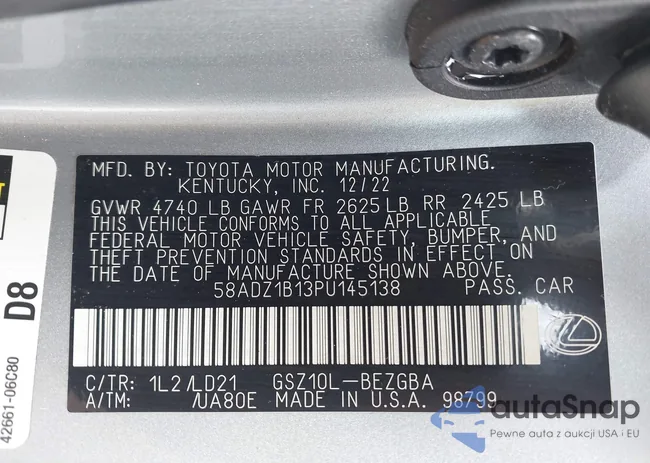 MFD. BY: TOYOTA MOTOR MANUFACTURING.
KENTUCKY, INC. 12/22
GVWR 4740 LB GAWR FR 2625 LB RR 2425 LB
THIS VEHICLE CONFORMS TO ALL APPLICABLE
FEDERAL MOTOR VEHICLE SAFETY, BUMPER, AND
THEFT PREVENTION STANDARDS IN EFFECT ON
THE DATE OF MANUFACTURE SHOWN ABOVE.
58ADZ1B13PU145138 PASS. CAR
C/TR: 1L2 /LD21 GSZ10L-BEZGBA
A/TM: /UA80E MADE IN U.S.A. 98799
D8
42661-06C80
autoSnap
Pewne auta z aukcji USA i EU